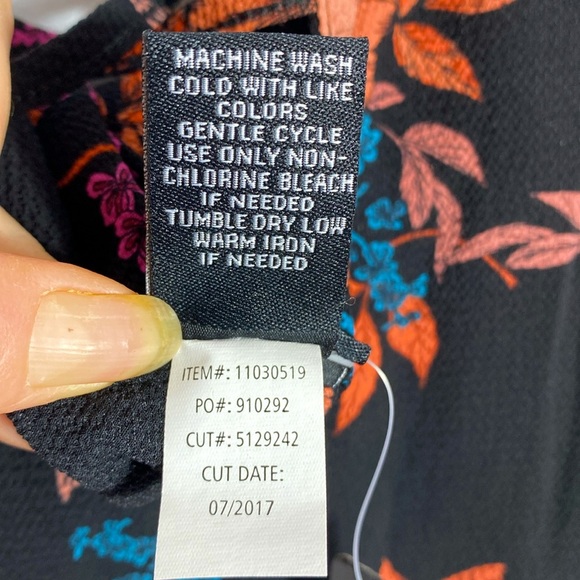 MACHINE WASH
COLD WITH LIKE
COLORS
GENTLE CYCLE
USE ONLY NON-
CHLORINE BLEACH
IF NEEDED
TUMBLE DRY LOW
WARM IRON
IF NEEDED
ITEM#: 11030519
PO#: 910292
CUT#: 5129242
CUT DATE:
07/2017